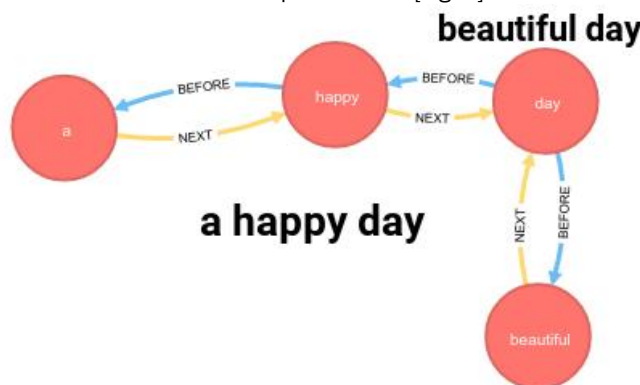 beautiful day
BEFORE
BEFORE
happy
day
a
NEXT
NEXT
a happy day
NEXT
BEFORE
beautiful